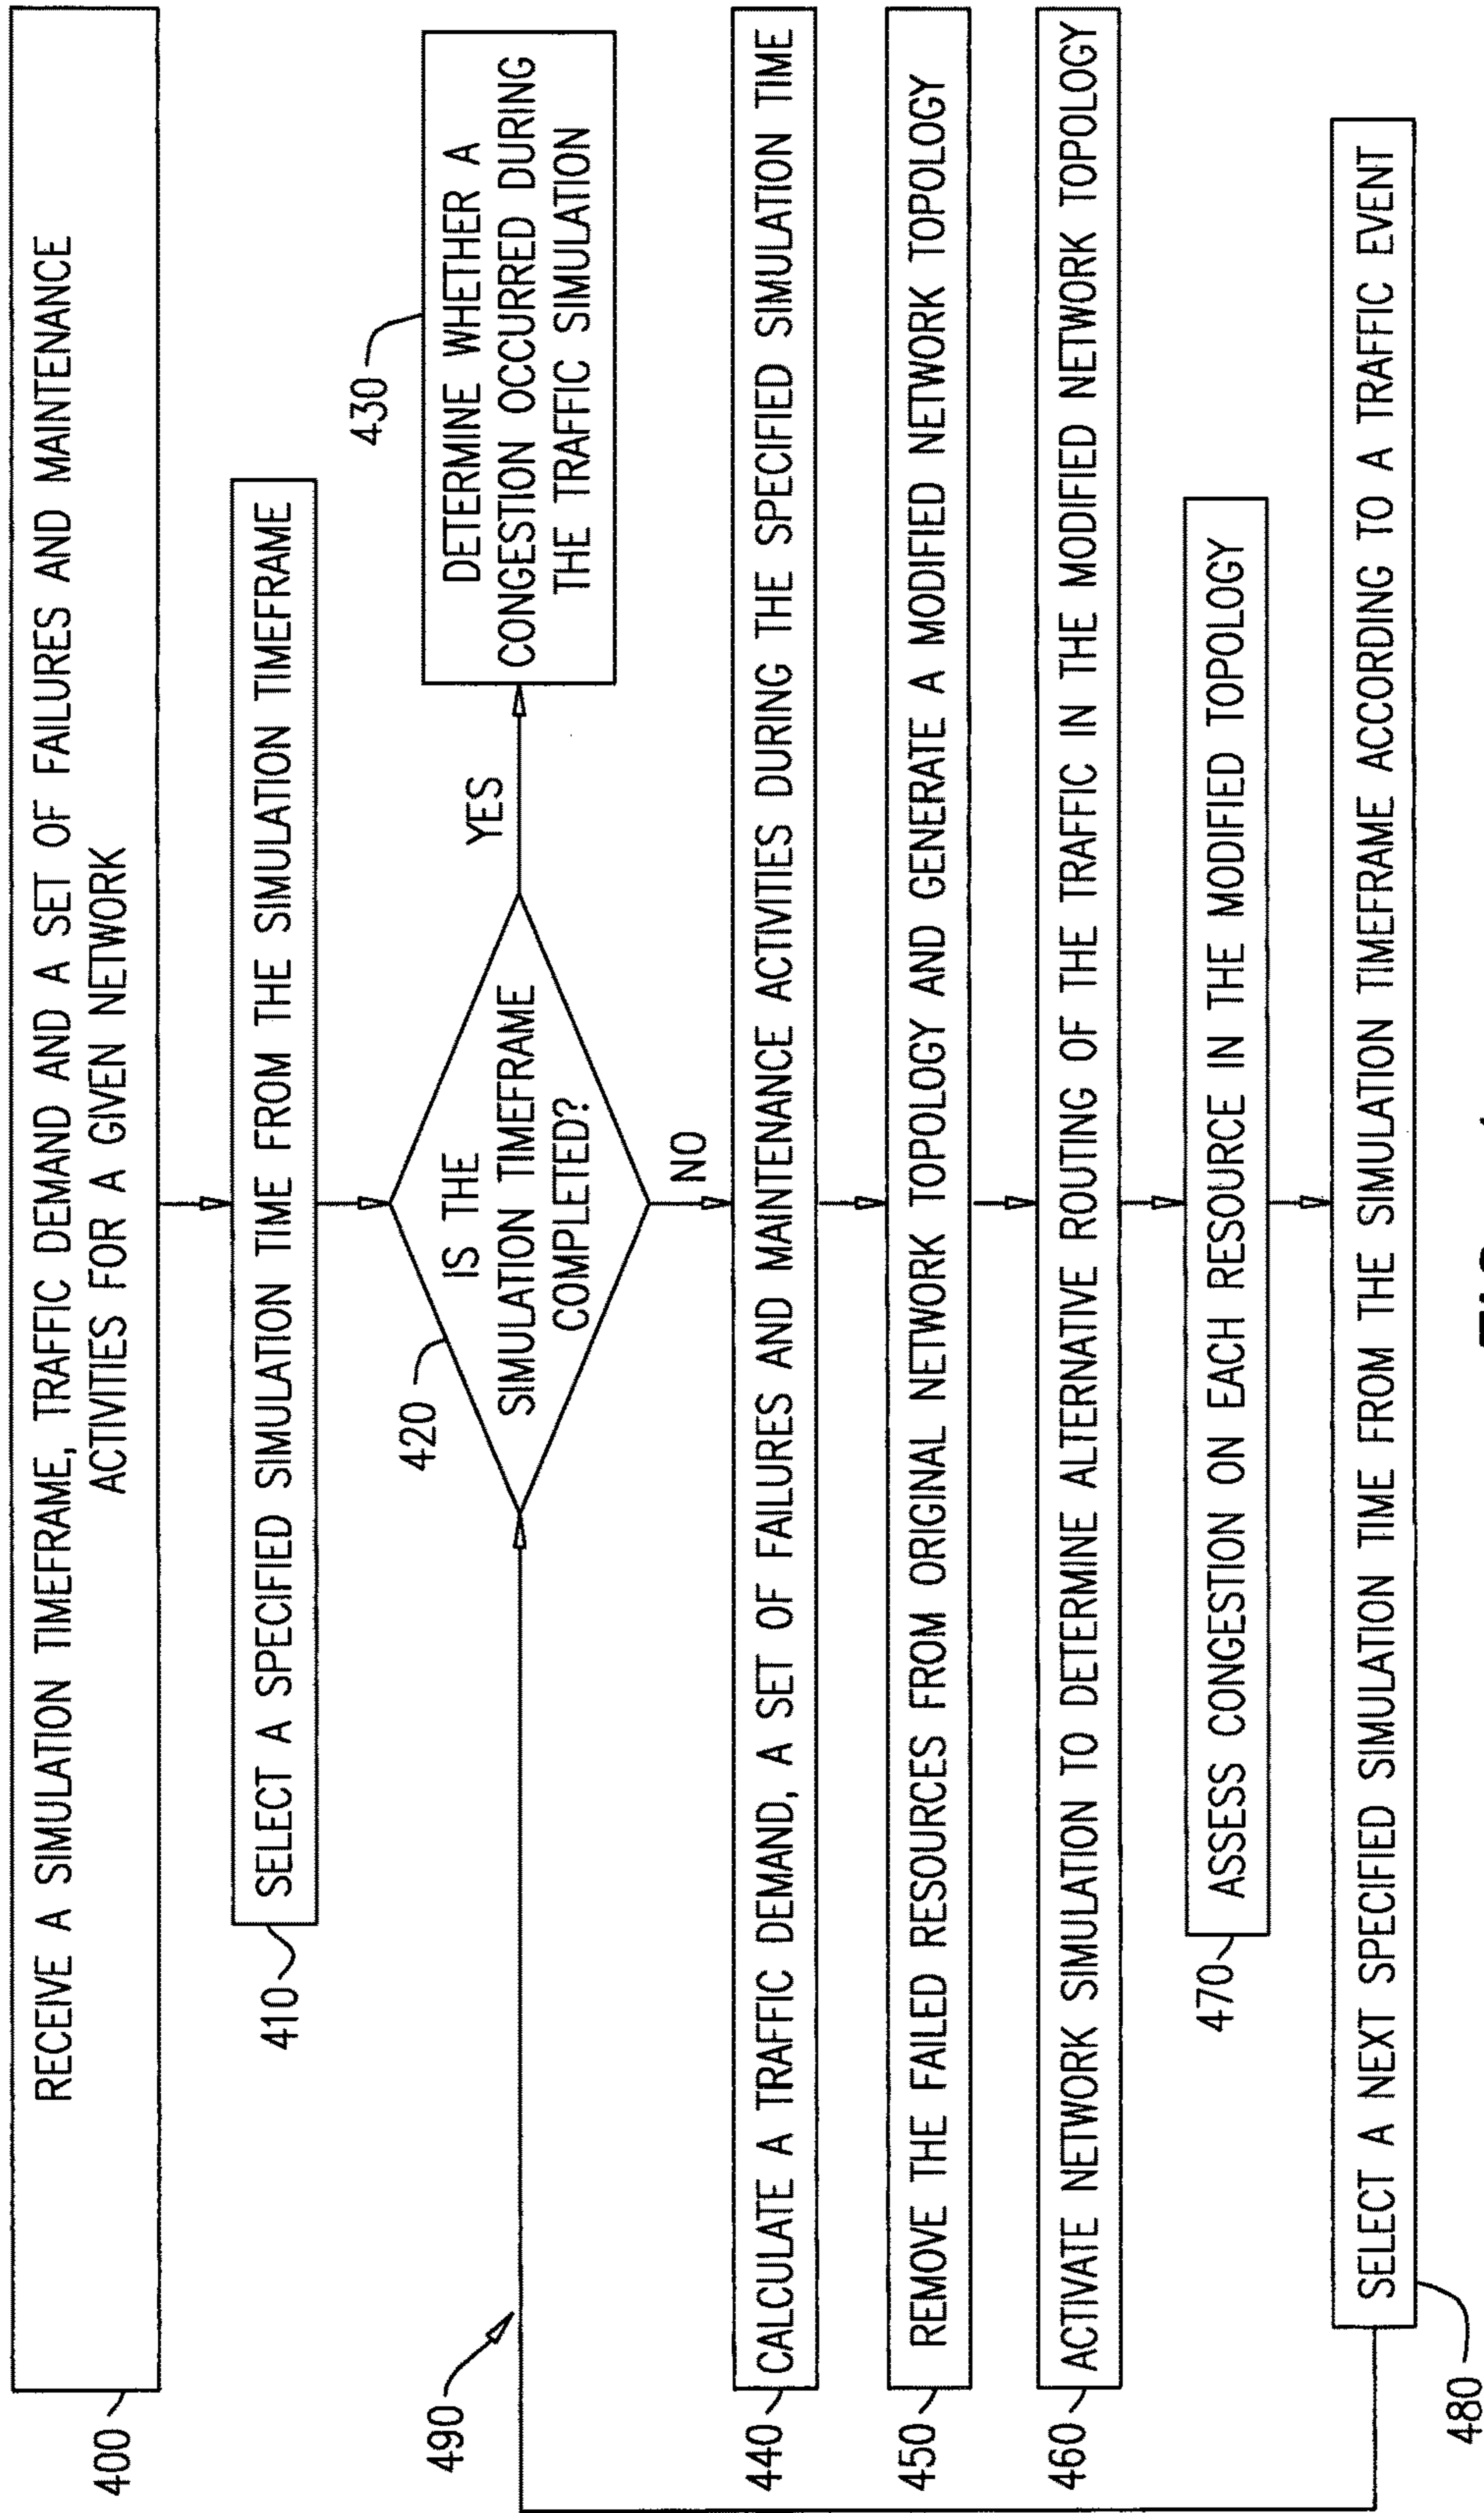 RECEIVE A SIMULATION TIMEFRAME, TRAFFIC DEMAND AND A SET OF FAILURES AND MAINTENANCE
ACTIVITIES FOR A GIVEN NETWORK
400
SELECT A SPECIFIED SIMULATION TIME FROM THE SIMULATION TIMEFRAME
410
IS THE
SIMULATION TIMEFRAME
COMPLETED?
420
YES
DETERMINE WHETHER A
CONGESTION OCCURRED DURING
THE TRAFFIC SIMULATION
430
490
NO
CALCULATE A TRAFFIC DEMAND, A SET OF FAILURES AND MAINTENANCE ACTIVITIES DURING THE SPECIFIED SIMULATION TIME
440
REMOVE THE FAILED RESOURCES FROM ORIGINAL NETWORK TOPOLOGY AND GENERATE A MODIFIED NETWORK TOPOLOGY
450
ACTIVATE NETWORK SIMULATION TO DETERMINE ALTERNATIVE ROUTING OF THE TRAFFIC IN THE MODIFIED NETWORK TOPOLOGY
460
ASSESS CONGESTION ON EACH RESOURCE IN THE MODIFIED TOPOLOGY
470
SELECT A NEXT SPECIFIED SIMULATION TIME FROM THE SIMULATION TIMEFRAME ACCORDING TO A TRAFFIC EVENT
480